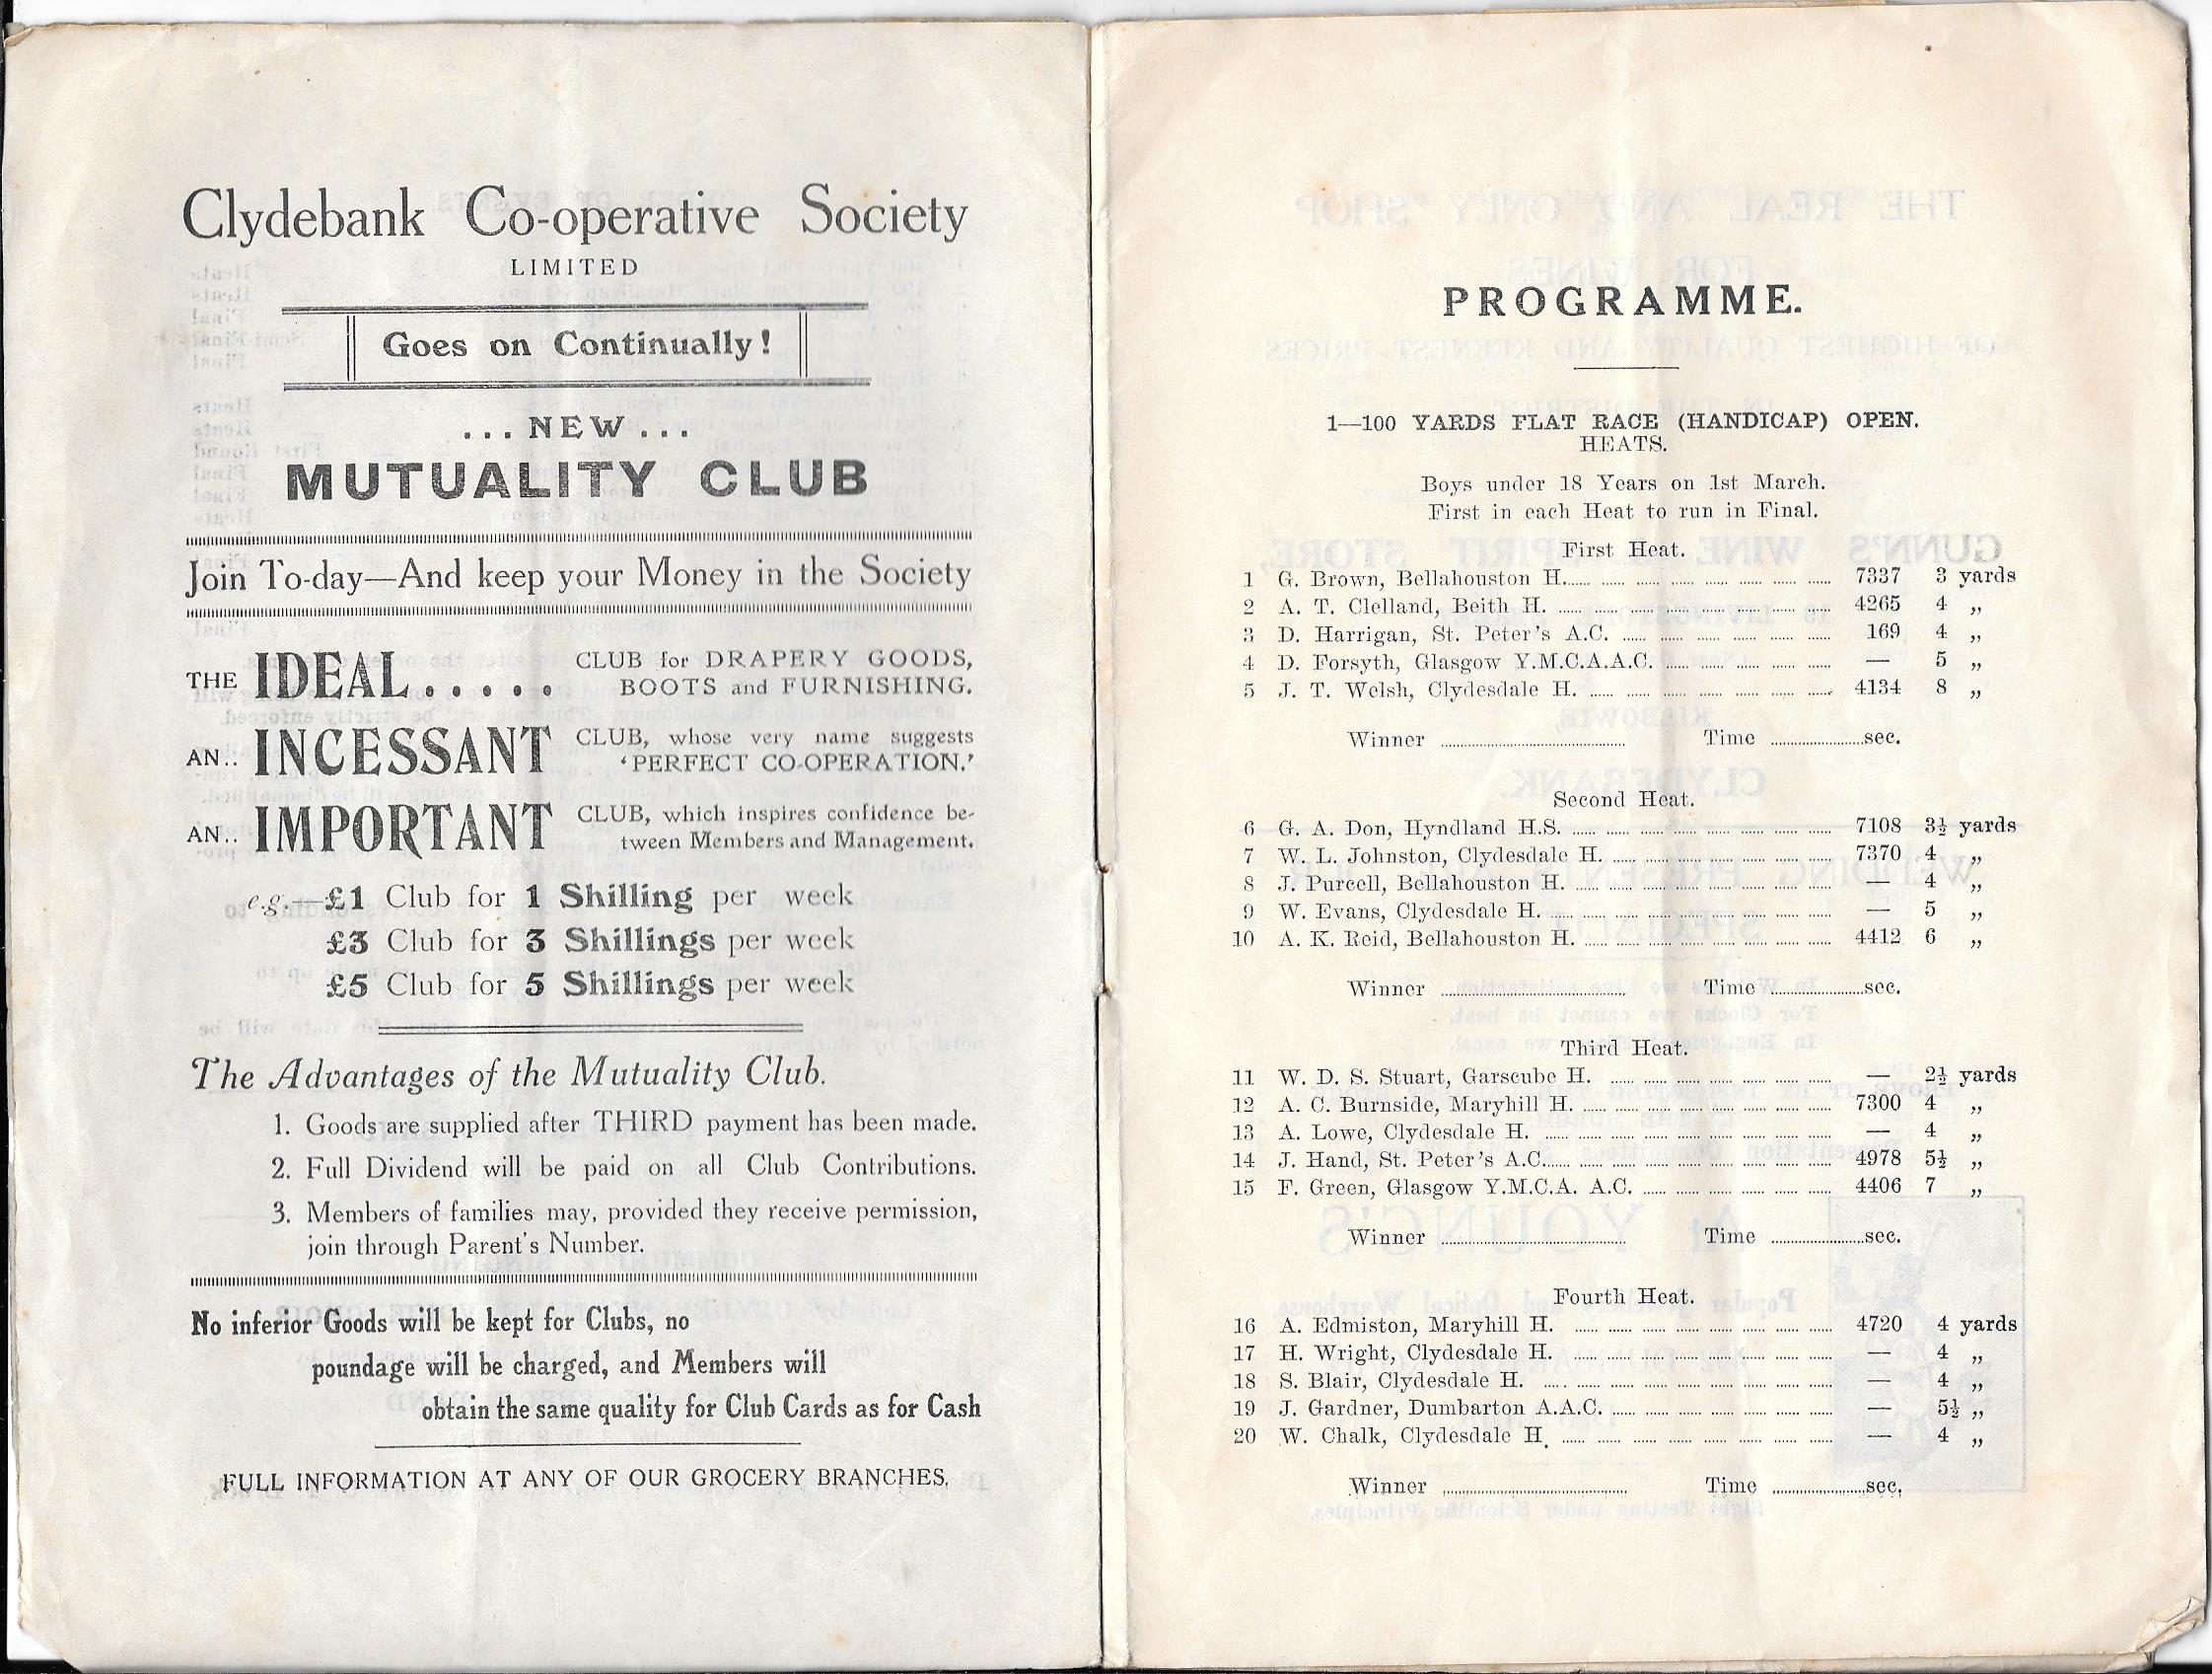 Clydebank Co-operative Society
LIMITED
Goes on Continually!
... NEW ...
MUTUALITY CLUB
Join To-day—And keep your Money in the Society
THE IDEAL..... CLUB for DRAPERY GOODS,
BOOTS and FURNISHING.
AN.. INCESSANT CLUB, whose very name suggests
'PERFECT CO-OPERATION.'
AN.. IMPORTANT CLUB, which inspires confidence be-
tween Members and Management.
e.g.—£1 Club for 1 Shilling per week
£3 Club for 3 Shillings per week
£5 Club for 5 Shillings per week
The Advantages of the Mutuality Club.
1. Goods are supplied after THIRD payment has been made.
2. Full Dividend will be paid on all Club Contributions.
3. Members of families may, provided they receive permission,
join through Parent's Number.
No inferior Goods will be kept for Clubs, no
poundage will be charged, and Members will
obtain the same quality for Club Cards as for Cash
FULL INFORMATION AT ANY OF OUR GROCERY BRANCHES.
PROGRAMME.
1—100 YARDS FLAT RACE (HANDICAP) OPEN.
HEATS.
Boys under 18 Years on 1st March.
First in each Heat to run in Final.
First Heat.
1 G. Brown, Bellahouston H. ...... 7337 3 yards
2 A. T. Clelland, Beith H. ...... 4265 4 „
3 D. Harrigan, St. Peter's A.C. ...... 169 4 „
4 D. Forsyth, Glasgow Y.M.C.A.A.C. ...... — 5 „
5 J. T. Welsh, Clydesdale H. ...... 4134 8 „
Winner ...... Time ......sec.
Second Heat.
6 G. A. Don, Hyndland H.S. ...... 7108 3½ yards
7 W. L. Johnston, Clydesdale H. ...... 7370 4 „
8 J. Purcell, Bellahouston H. ...... — 4 „
9 W. Evans, Clydesdale H. ...... — 5 „
10 A. K. Reid, Bellahouston H. ...... 4412 6 „
Winner ...... Time ......sec.
Third Heat.
11 W. D. S. Stuart, Garscube H. ...... — 2½ yards
12 A. C. Burnside, Maryhill H. ...... 7300 4 „
13 A. Lowe, Clydesdale H. ...... — 4 „
14 J. Hand, St. Peter's A.C. ...... 4978 5½ „
15 F. Green, Glasgow Y.M.C.A. A.C. ...... 4406 7 „
Winner ...... Time ......sec.
Fourth Heat.
16 A. Edmiston, Maryhill H. ...... 4720 4 yards
17 H. Wright, Clydesdale H. ...... — 4 „
18 S. Blair, Clydesdale H. ...... — 4 „
19 J. Gardner, Dumbarton A.A.C. ...... — 5½ „
20 W. Chalk, Clydesdale H. ...... — 4 „
Winner ...... Time ......sec.